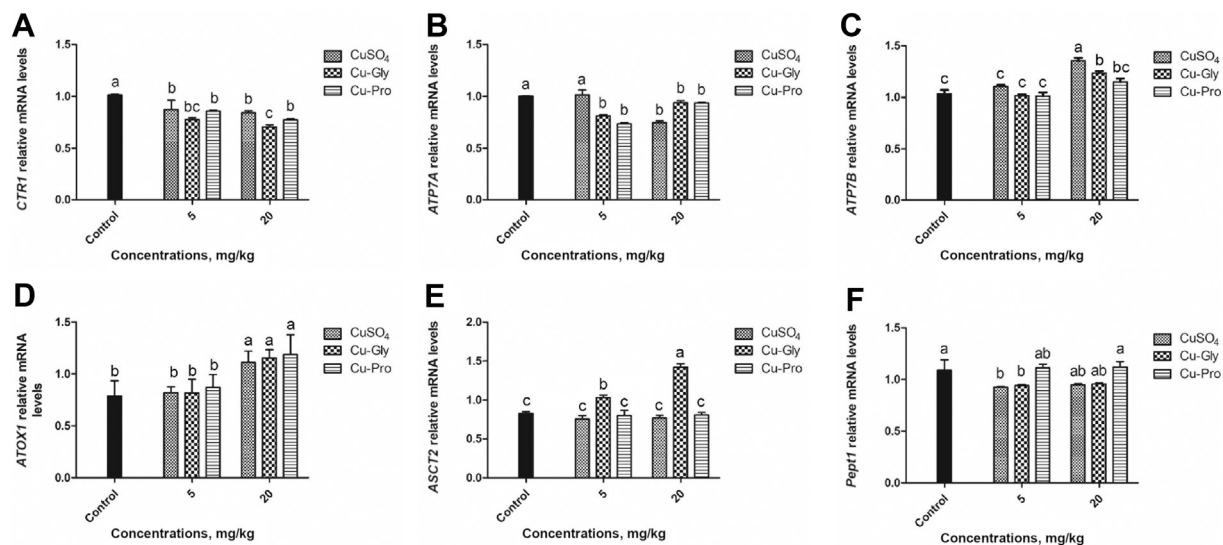 A
CTR1 relative mRNA levels
1.5
1.0
0.5
0.0
a
b
bc
b
b
c
b
CuSO4
Cu-Gly
Cu-Pro
Control
5
20
Concentrations, mg/kg
B
ATP7A relative mRNA levels
1.5
1.0
0.5
0.0
a
a
b
b
b
b
b
CuSO4
Cu-Gly
Cu-Pro
Control
5
20
Concentrations, mg/kg
C
ATP7B relative mRNA levels
1.5
1.0
0.5
0.0
c
c
c
c
a
b
bc
CuSO4
Cu-Gly
Cu-Pro
Control
5
20
Concentrations, mg/kg
D
ATOX1 relative mRNA
levels
1.5
1.0
0.5
0.0
b
b
b
b
a
a
a
CuSO4
Cu-Gly
Cu-Pro
Control
5
20
Concentrations, mg/kg
E
ASCT2 relative mRNA levels
2.0
1.5
1.0
0.5
0.0
c
c
b
c
c
a
c
CuSO4
Cu-Gly
Cu-Pro
Control
5
20
Concentrations, mg/kg
F
Pept1 relative mRNA levels
1.5
1.0
0.5
0.0
a
b
b
ab
ab
ab
a
CuSO4
Cu-Gly
Cu-Pro
Control
5
20
Concentrations, mg/kg